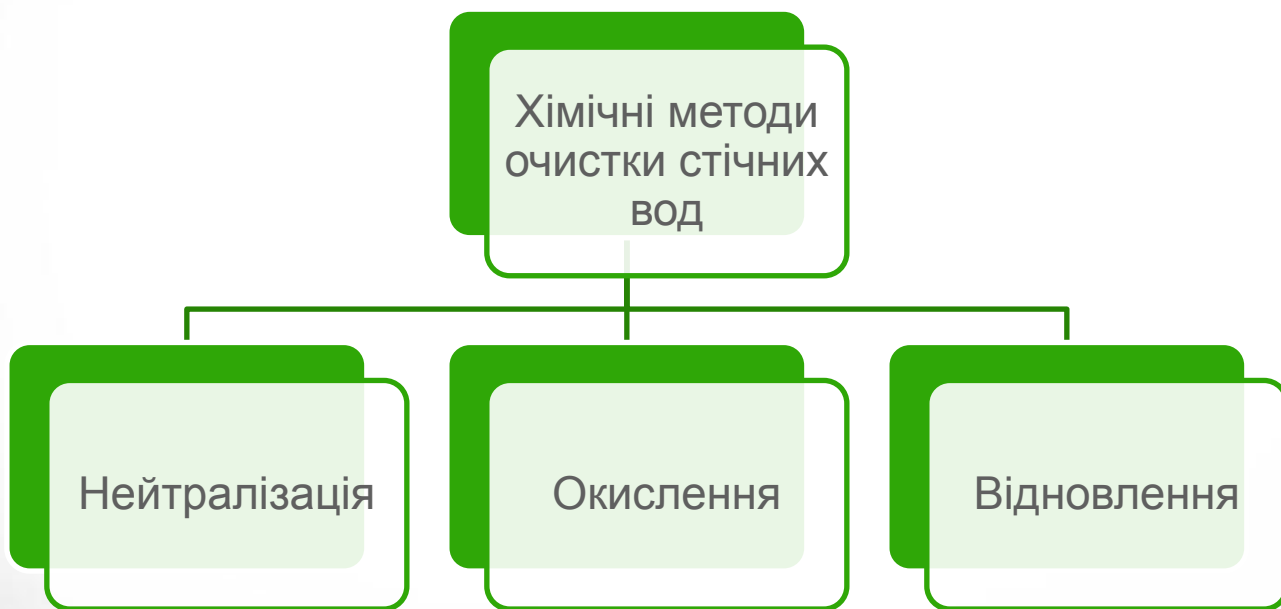 Хімічні методи
очистки стічних
вод
Нейтралізація
Окислення
Відновлення